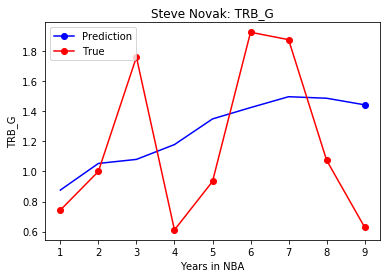 Steve Novak: TRB_G
Prediction
True
TRB_G
1.8
1.6
1.4
1.2
1.0
0.8
0.6
1 2 3 4 5 6 7 8 9
Years in NBA